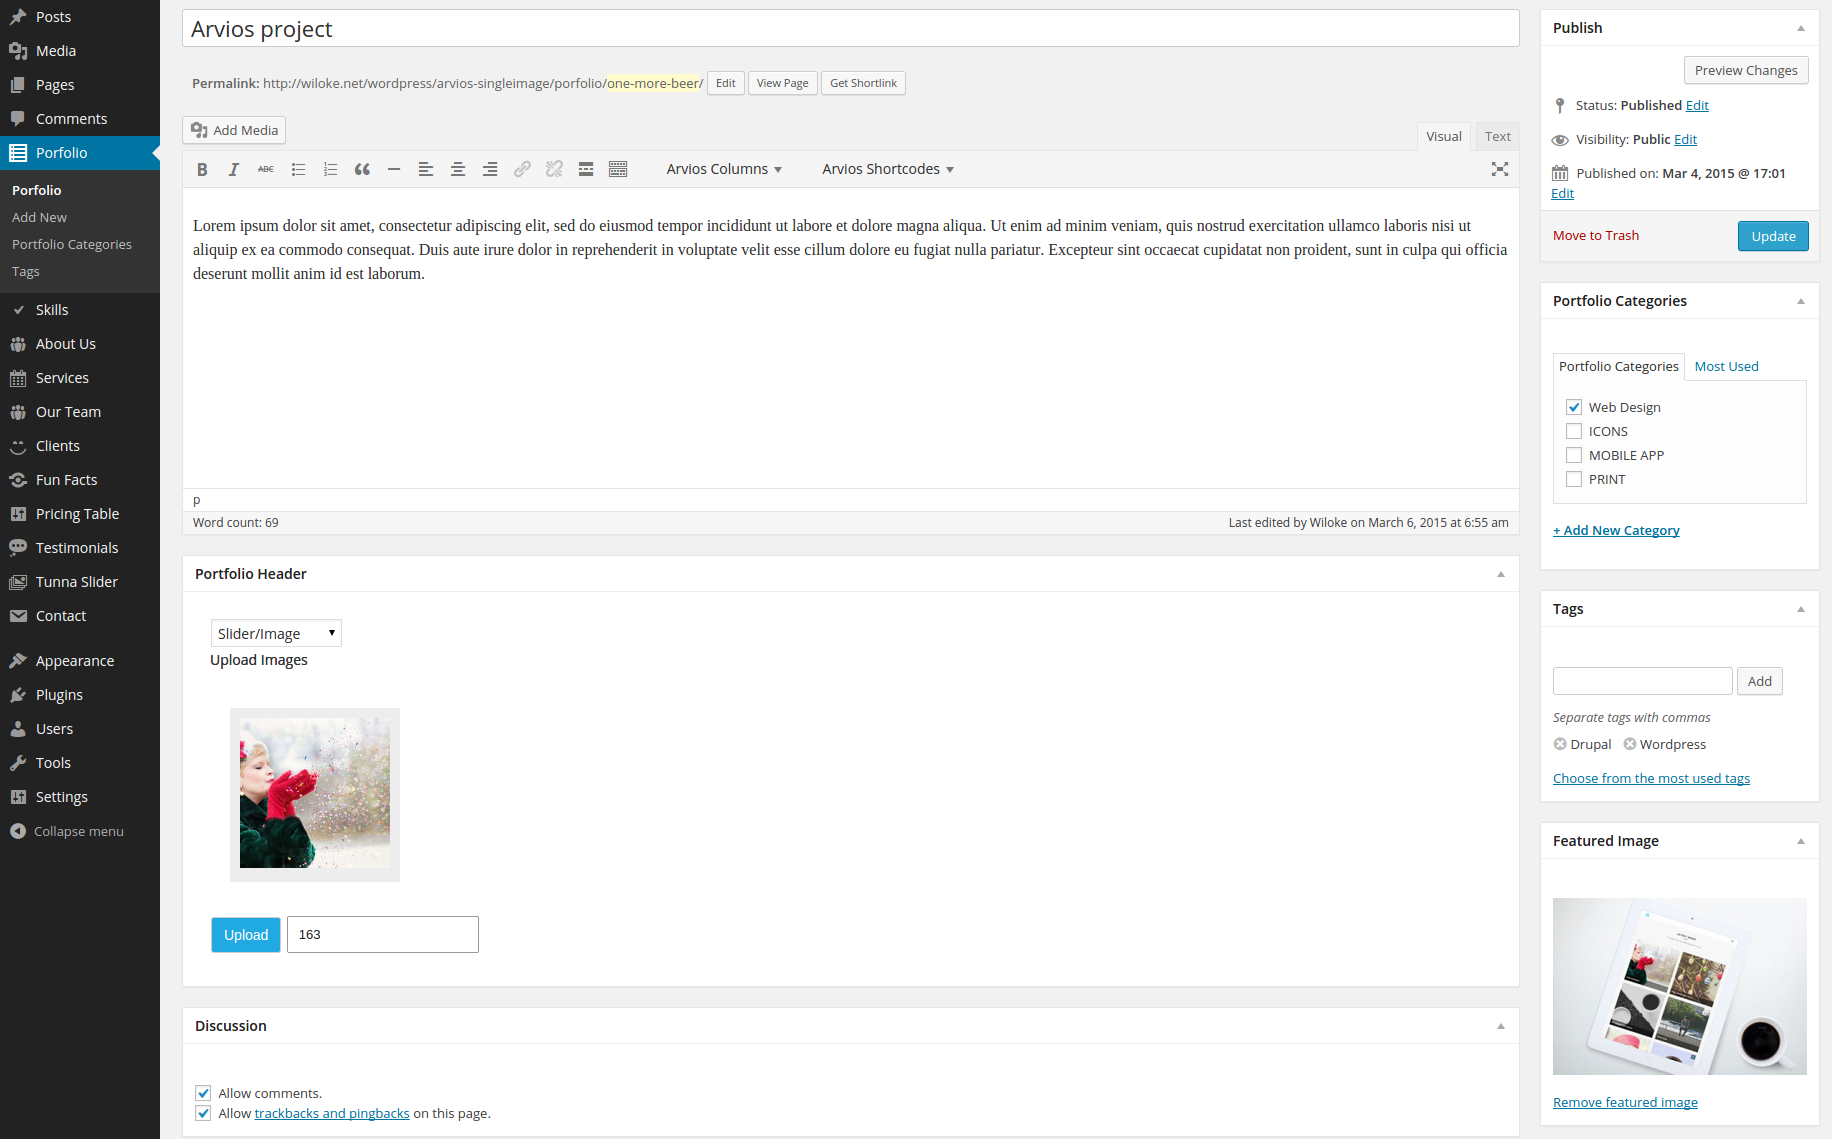 Posts
Media
Pages
Comments
Porfolio
Porfolio
Add New
Portfolio Categories
Tags
Skills
About Us
Services
Our Team
Clients
Fun Facts
Pricing Table
Testimonials
Tunna Slider
Contact
Appearance
Plugins
Users
Tools
Settings
Collapse menu
Arvios project
Permalink: http://wiloke.net/wordpress/arvios-singleimage/porfolio/one-more-beer/ Edit View Page Get Shortlink
Add Media
Visual Text
B I ABC Arvios Columns Arvios Shortcodes
Lorem ipsum dolor sit amet, consectetur adipiscing elit, sed do eiusmod tempor incididunt ut labore et dolore magna aliqua. Ut enim ad minim veniam, quis nostrud exercitation ullamco laboris nisi ut
aliquip ex ea commodo consequat. Duis aute irure dolor in reprehenderit in voluptate velit esse cillum dolore eu fugiat nulla pariatur. Excepteur sint occaecat cupidatat non proident, sunt in culpa qui officia
deserunt mollit anim id est laborum.
p
Word count: 69 Last edited by Wiloke on March 6, 2015 at 6:55 am
Portfolio Header
Slider/Image
Upload Images
Upload 163
Discussion
Allow comments.
Allow trackbacks and pingbacks on this page.
Publish
Preview Changes
Status: Published Edit
Visibility: Public Edit
Published on: Mar 4, 2015 @ 17:01
Edit
Move to Trash Update
Portfolio Categories
Portfolio Categories Most Used
Web Design
ICONS
MOBILE APP
PRINT
+ Add New Category
Tags
Add
Separate tags with commas
Drupal Wordpress
Choose from the most used tags
Featured Image
Remove featured image